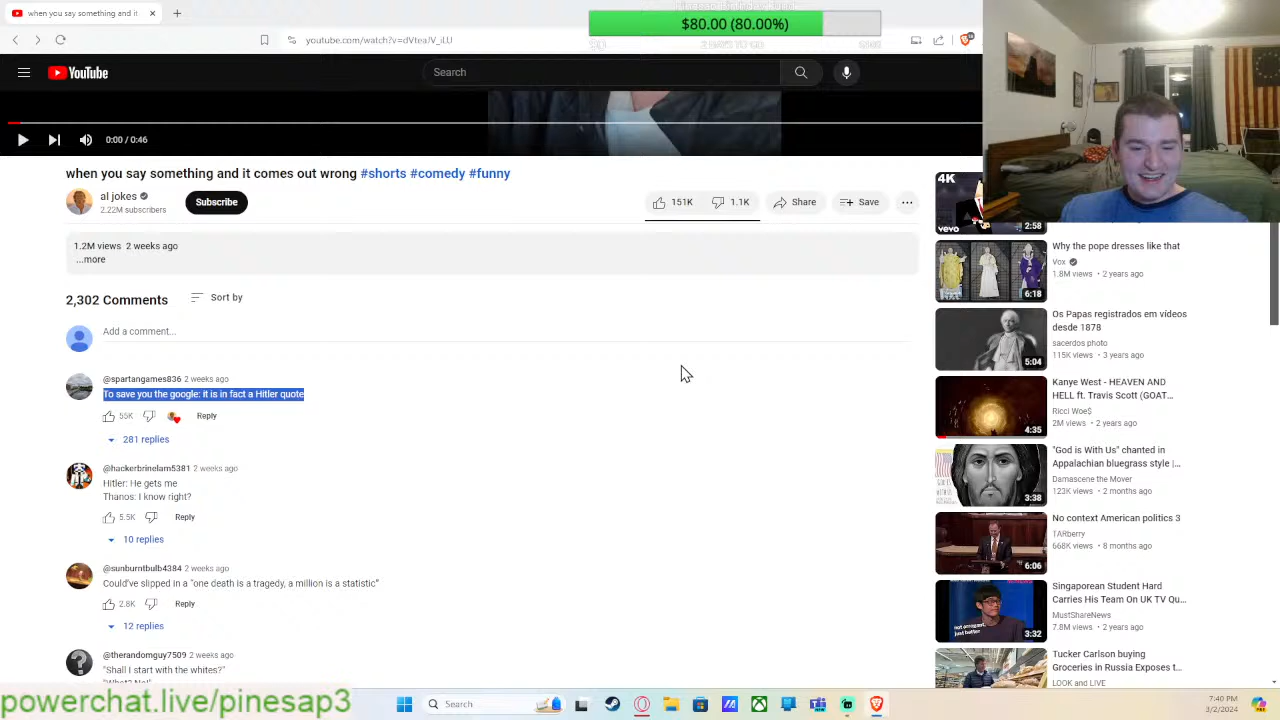 when you say something and it
$80.00 (80.00%)
youtube.com/watch?v=dVteaJV_iLU
YouTube
Search
0:00 / 0:46
when you say something and it comes out wrong #shorts #comedy #funny
al jokes
2.22M subscribers
Subscribe
151K
1.1K
Share
Save
1.2M views 2 weeks ago
...more
2,302 Comments
Sort by
Add a comment...
@spartangames836 2 weeks ago
To save you the google: it is in fact a Hitler quote
55K
Reply
281 replies
@hackerbrinelam5381 2 weeks ago
Hitler: He gets me
Thanos: I know right?
5.5K
Reply
10 replies
@sunburntbulb4384 2 weeks ago
Could've slipped in a "one death is a tragedy, a million is a statistic"
2.8K
Reply
12 replies
@therandomguy7509 2 weeks ago
"Shall I start with the whites?"
4K
vevo
2:58
Why the pope dresses like that
Vox
1.8M views • 2 years ago
6:18
Os Papas registrados em vídeos
desde 1878
sacerdos photo
115K views • 3 years ago
5:04
Kanye West - HEAVEN AND
HELL ft. Travis Scott (GOAT...
Ricci Woe$
2M views • 2 years ago
4:35
"God is With Us" chanted in
Appalachian bluegrass style |...
Damascene the Mover
123K views • 2 months ago
3:38
No context American politics 3
TARberry
668K views • 8 months ago
6:06
Singaporean Student Hard
Carries His Team On UK TV Qu...
MustShareNews
7.8M views • 2 years ago
not arrogant,
just better.
3:32
Tucker Carlson buying
Groceries in Russia Exposes t...
LOOK and LIVE
powerchat.live/pinesap3
Search
7:40 PM
3/2/2024